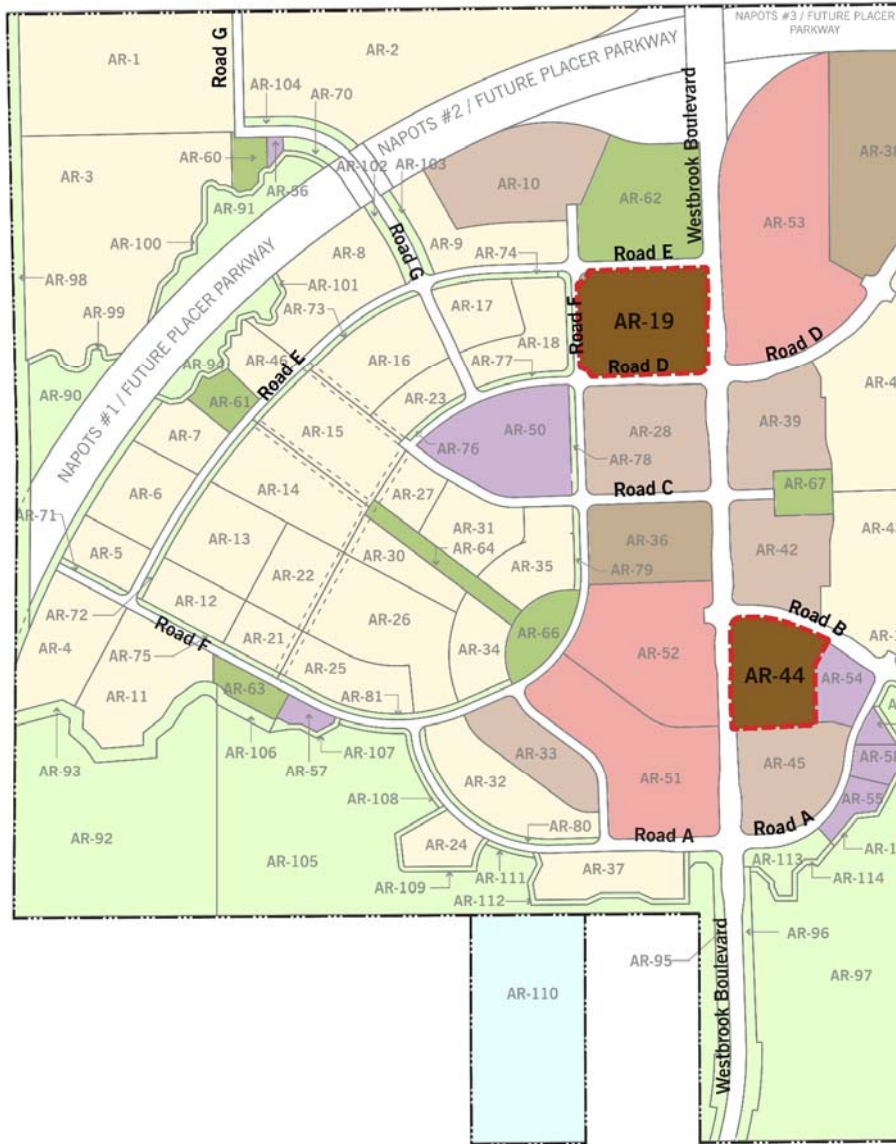 NAPOTS #3 / FUTURE PLACER
PARKWAY
AR-1
Road G
AR-2
AR-104
AR-70
NAPOTS #2 / FUTURE PLACER PARKWAY
Westbrook Boulevard
AR-60
AR-56
AR-102
AR-103
AR-3
AR-91
AR-10
AR-62
AR-53
AR-38
AR-100
AR-98
AR-8
Road G
AR-9
AR-74
Road E
AR-101
AR-99
AR-73
AR-17
AR-18
Road F
AR-19
Road D
Road D
AR-94
AR-46
Road E
AR-16
AR-77
AR-90
NAPOTS #1 / FUTURE PLACER PARKWAY
AR-61
AR-23
AR-7
AR-15
AR-76
AR-50
AR-78
AR-28
AR-39
AR-6
AR-14
AR-27
Road C
AR-67
AR-71
AR-5
AR-13
AR-22
AR-30
AR-64
AR-31
AR-35
AR-36
AR-79
AR-42
AR-72
AR-12
AR-26
Road B
AR-4
AR-75
Road F
AR-21
AR-25
AR-34
AR-66
AR-52
AR-44
AR-54
AR-11
AR-63
AR-81
AR-93
AR-106
AR-57
AR-107
AR-33
AR-32
AR-51
AR-45
AR-55
AR-108
AR-92
AR-105
AR-24
AR-80
Road A
Road A
AR-109
AR-111
AR-37
AR-113
AR-114
AR-112
AR-96
AR-95
Westbrook Boulevard
AR-97
AR-110